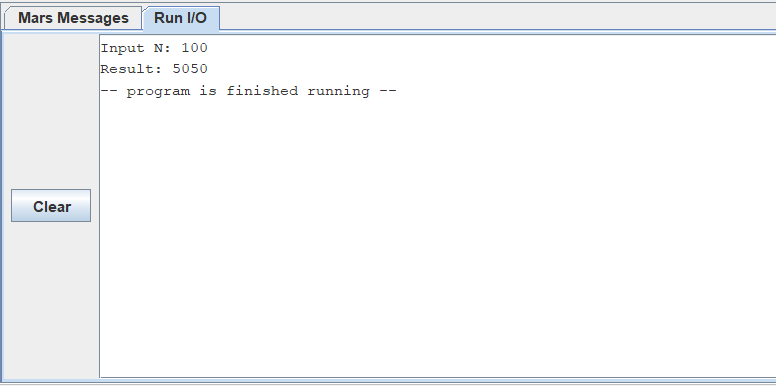 Mars Messages Run I/O
Input N: 100
Result: 5050
-- program is finished running --
Clear